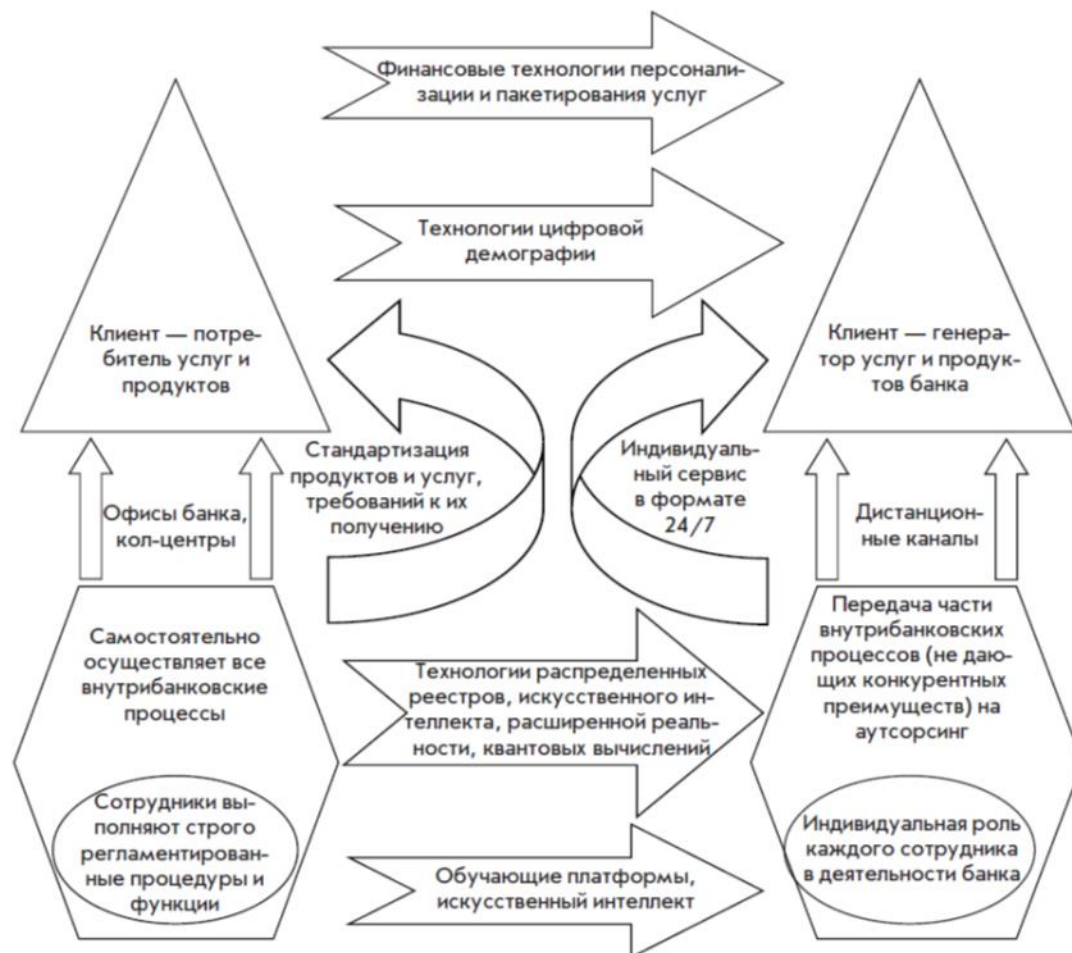 Финансовые технологии персонали-
зации и пакетирования услуг
Технологии цифровой
демографии
Клиент — потре-
битель услуг и
продуктов
Клиент — генера-
тор услуг и продук-
тов банка
Стандартизация
продуктов и услуг,
требований к их
получению
Индивидуаль-
ный сервис
в формате
24/7
Офисы банка,
кол-центры
Дистанцион-
ные каналы
Самостоятельно
осуществляет все
внутрибанковские
процессы
Технологии распределенных
реестров, искусственного ин-
теллекта, расширенной реаль-
ности, квантовых вычислений
Передача части
внутрибанковских
процессов (не даю-
щих конкурентных
преимуществ) на
аутсорсинг
Сотрудники вы-
полняют строго
регламентирован-
ные процедуры и
функции
Обучающие платформы,
искусственный интеллект
Индивидуальная роль
каждого сотрудника
в деятельности банка